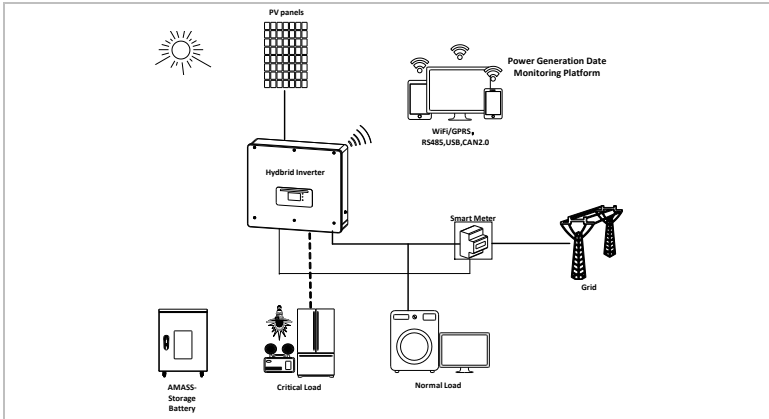 PV panels
Power Generation Date
Monitoring Platform
WiFi/GPRS,
RS485,USB,CAN2.0
Hydbrid Inverter
Smart Meter
Grid
AMASS-
Storage
Battery
Critical Load
Normal Load